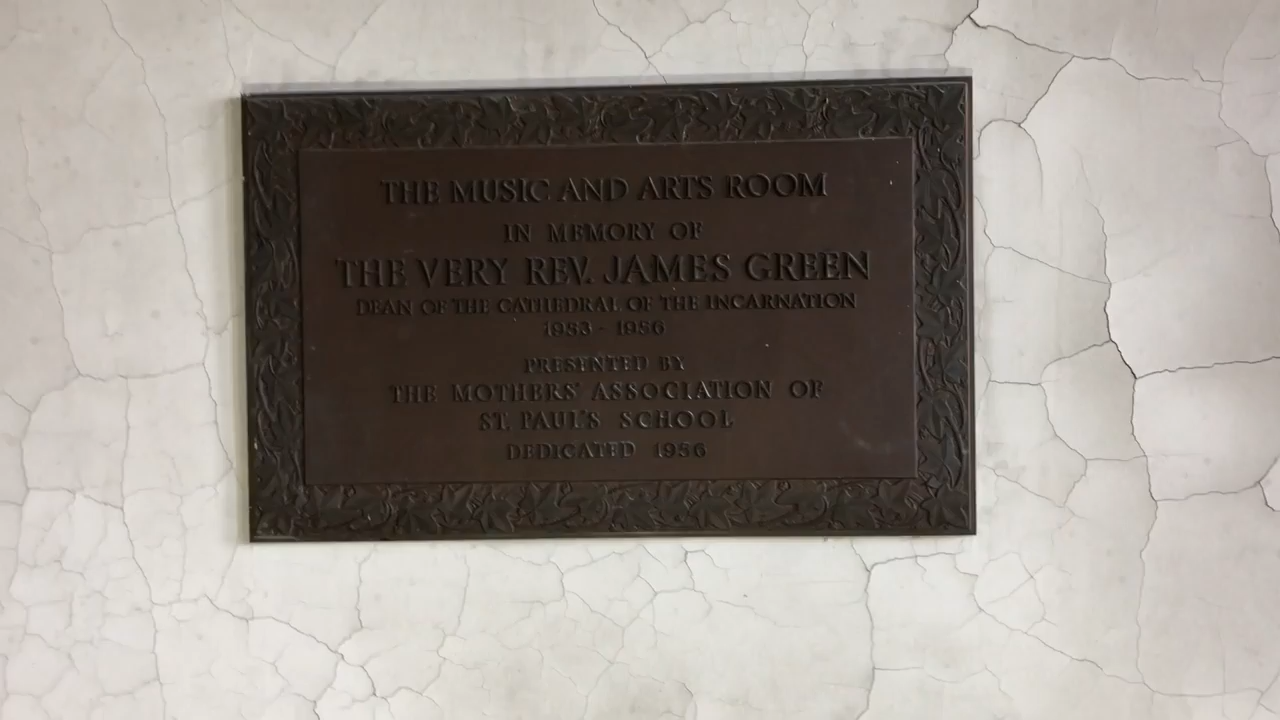 THE MUSIC AND ARTS ROOM
IN MEMORY OF
THE VERY REV. JAMES GREEN
DEAN OF THE CATHEDRAL OF THE INCARNATION
1953 - 1956
PRESENTED BY
THE MOTHERS' ASSOCIATION OF
ST. PAUL'S SCHOOL
DEDICATED 1956